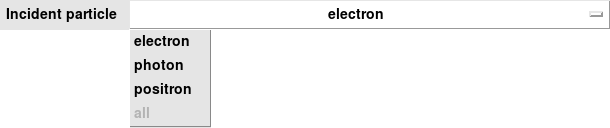 Incident particle electron
electron
photon
positron
all